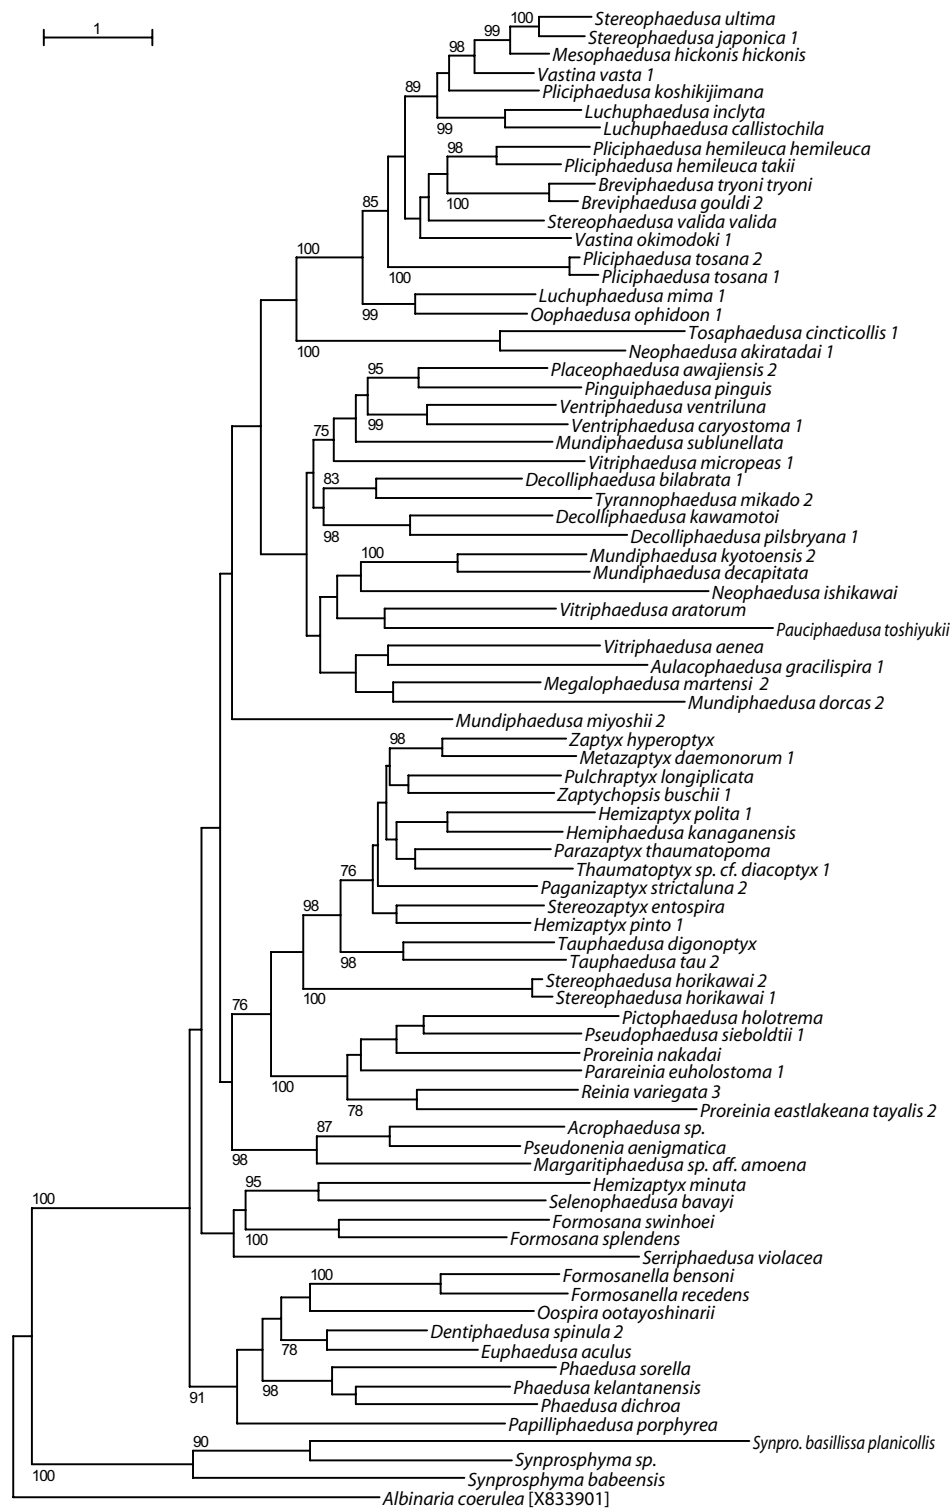 1
100
Stereophaedusa ultima
99
Stereophaedusa japonica 1
98
Mesophaedusa hickonis hickonis
Vastina vasta 1
89
Pliciphaedusa koshikijimana
Luchuphaedusa inclyta
99
Luchuphaedusa callistochila
98
Pliciphaedusa hemileuca hemileuca
Pliciphaedusa hemileuca takii
Breviphaedusa tryoni tryoni
100
Breviphaedusa gouldi 2
85
Stereophaedusa valida valida
Vastina okimodoki 1
100
Pliciphaedusa tosana 2
100
Pliciphaedusa tosana 1
Luchuphaedusa mima 1
99
Oophaedusa ophidoon 1
Tosaphaedusa cincticollis 1
100
Neophaedusa akiratadai 1
95
Placeophaedusa awajiensis 2
Pinguiphaedusa pinguis
Ventriphaedusa ventriluna
99
Ventriphaedusa caryostoma 1
75
Mundiphaedusa sublunellata
Vitriphaedusa micropeas 1
83
Decolliphaedusa bilabrata 1
Tyrannophaedusa mikado 2
Decolliphaedusa kawamotoi
98
Decolliphaedusa pilsbryana 1
100
Mundiphaedusa kyotoensis 2
Mundiphaedusa decapitata
Neophaedusa ishikawai
Vitriphaedusa aratorum
Pauciphaedusa toshiyukii
Vitriphaedusa aenea
Aulacophaedusa gracilispira 1
Megalophaedusa martensi 2
Mundiphaedusa dorcas 2
Mundiphaedusa miyoshii 2
98
Zaptyx hyperoptyx
Metazaptyx daemonorum 1
Pulchraptyx longiplicata
Zaptychopsis buschii 1
Hemizaptyx polita 1
Hemiphaedusa kanaganensis
Parazaptyx thaumatopoma
76
Thaumatoptyx sp. cf. diacoptyx 1
Paganizaptyx strictaluna 2
98
Stereozaptyx entospira
Hemizaptyx pinto 1
Tauphaedusa digonoptyx
98
Tauphaedusa tau 2
Stereophaedusa horikawai 2
100
Stereophaedusa horikawai 1
76
Pictophaedusa holotrema
Pseudophaedusa sieboldtii 1
Proreinia nakadai
Parareinia euholostoma 1
100
Reinia variegata 3
78
Proreinia eastlakeana tayalis 2
87
Acrophaedusa sp.
Pseudonenia aenigmatica
98
Margaritiphaedusa sp. aff. amoena
95
Hemizaptyx minuta
100
Selenophaedusa bavayi
Formosana swinhoei
100
Formosana splendens
Serriphaedusa violacea
100
Formosanella bensoni
Formosanella recedens
Oospira ootayoshinarii
Dentiphaedusa spinula 2
78
Euphaedusa aculus
Phaedusa sorella
98
Phaedusa kelantanensis
91
Phaedusa dichroa
Papilliphaedusa porphyrea
90
Synpro. basillissa planicollis
Synprosphyma sp.
100
Synprosphyma babeensis
Albinaria coerulea [X833901]